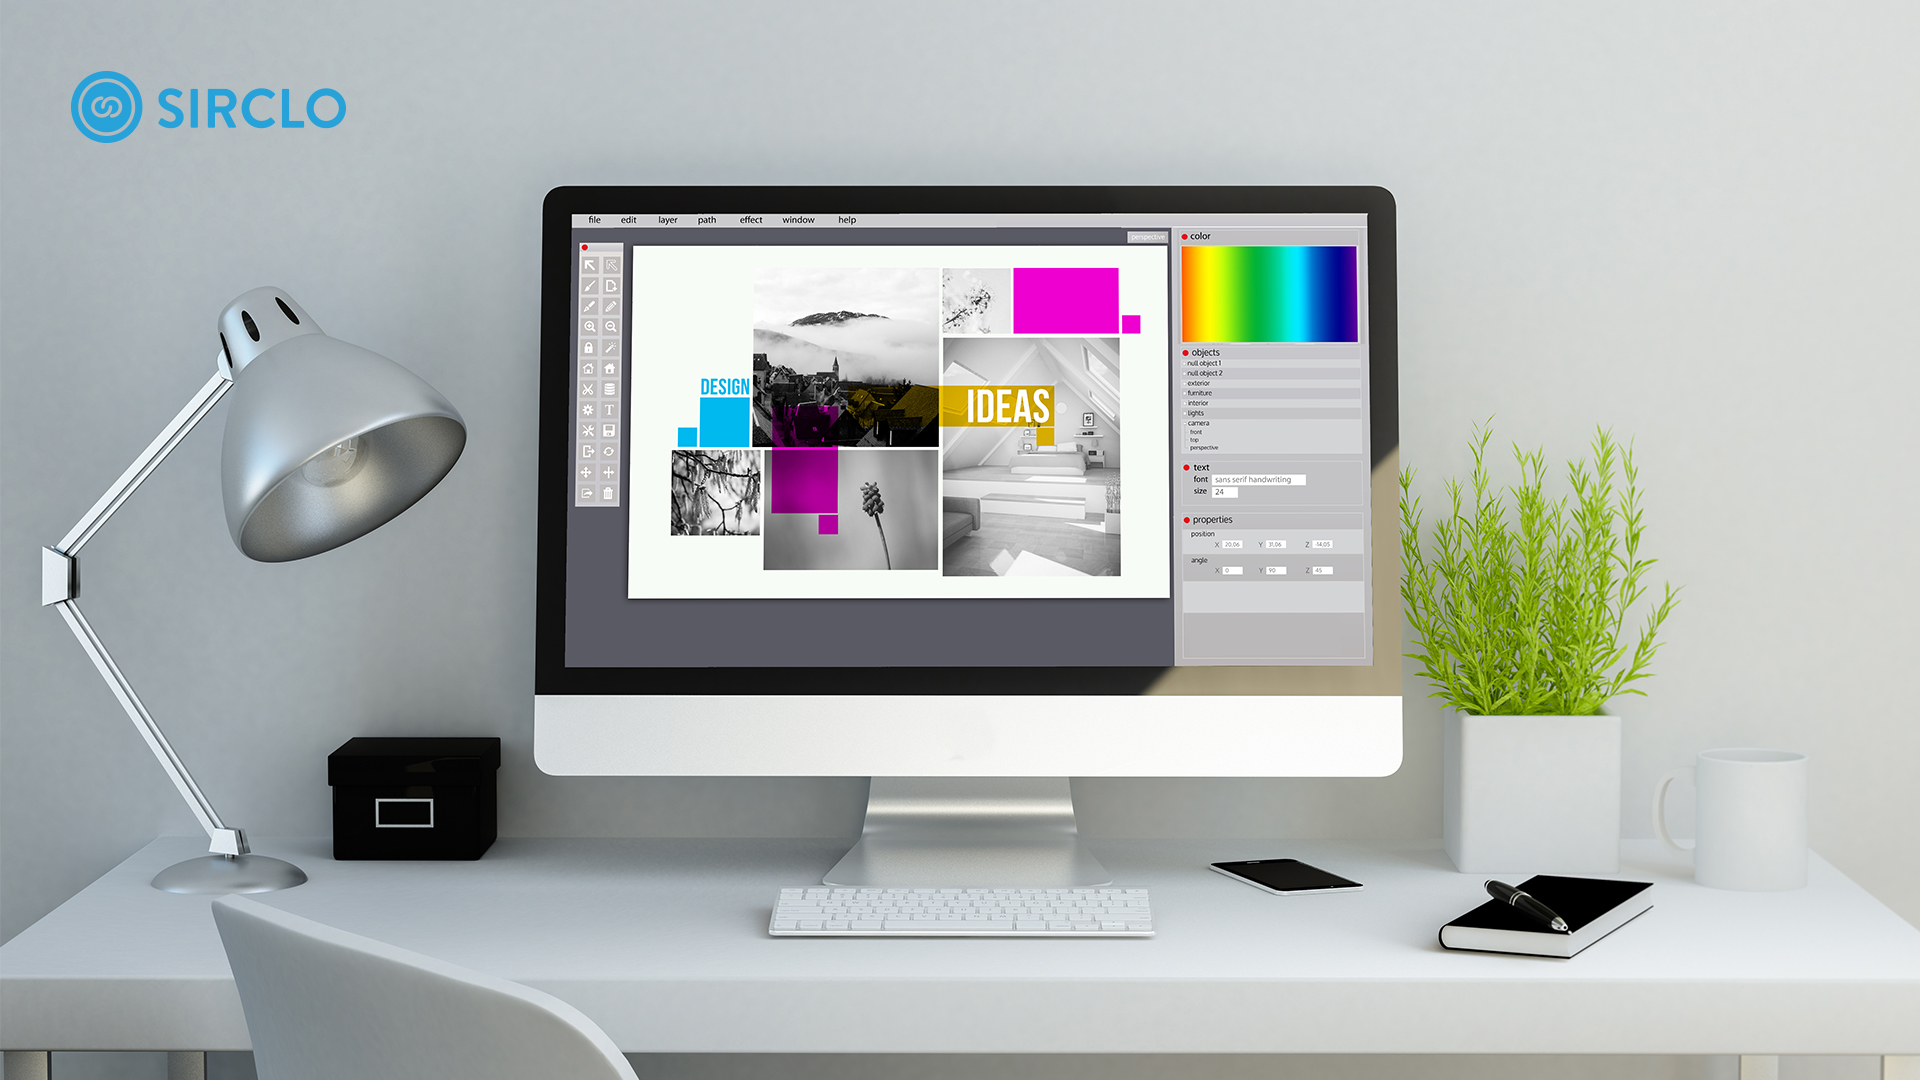 SIRCLO
file edit layer path effect window help
perspective
color
DESIGN
IDEAS
objects
null object 1
null object 2
exterior
furniture
interior
lights
camera
front
top
perspective
text
font sans serif handwriting
size 24
properties
position
X 20,06 Y 31,06 Z -14,05
angle
X 0 Y 90 Z 45